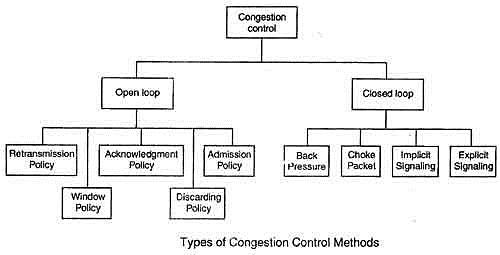 Congestion
control
Open loop
Closed loop
Retransmission
Policy
Acknowledgment
Policy
Admission
Policy
Back
Pressure
Choke
Packet
Implicit
Signaling
Explicit
Signaling
Window
Policy
Discarding
Policy
Types of Congestion Control Methods